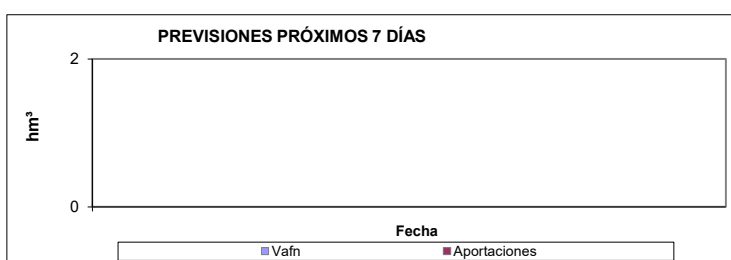 PREVISIONES PRÓXIMOS 7 DÍAS
2
hm³
0
Fecha
Vafn Aportaciones